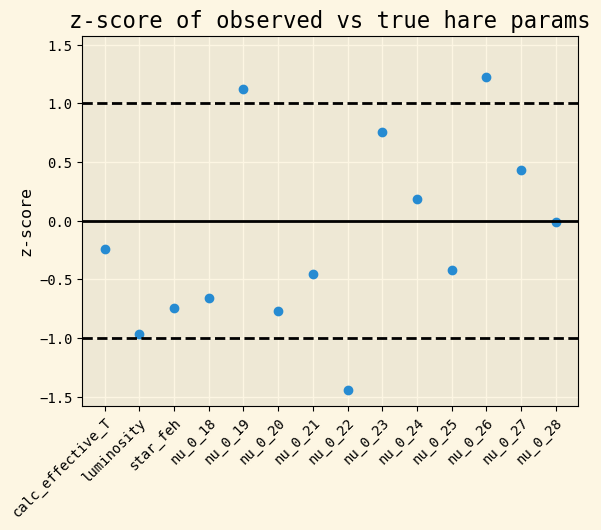 z-score of observed vs true hare params
z-score
1.5
1.0
0.5
0.0
−0.5
−1.0
−1.5
calc_effective_T
luminosity
star_feh
nu_0_18
nu_0_19
nu_0_20
nu_0_21
nu_0_22
nu_0_23
nu_0_24
nu_0_25
nu_0_26
nu_0_27
nu_0_28